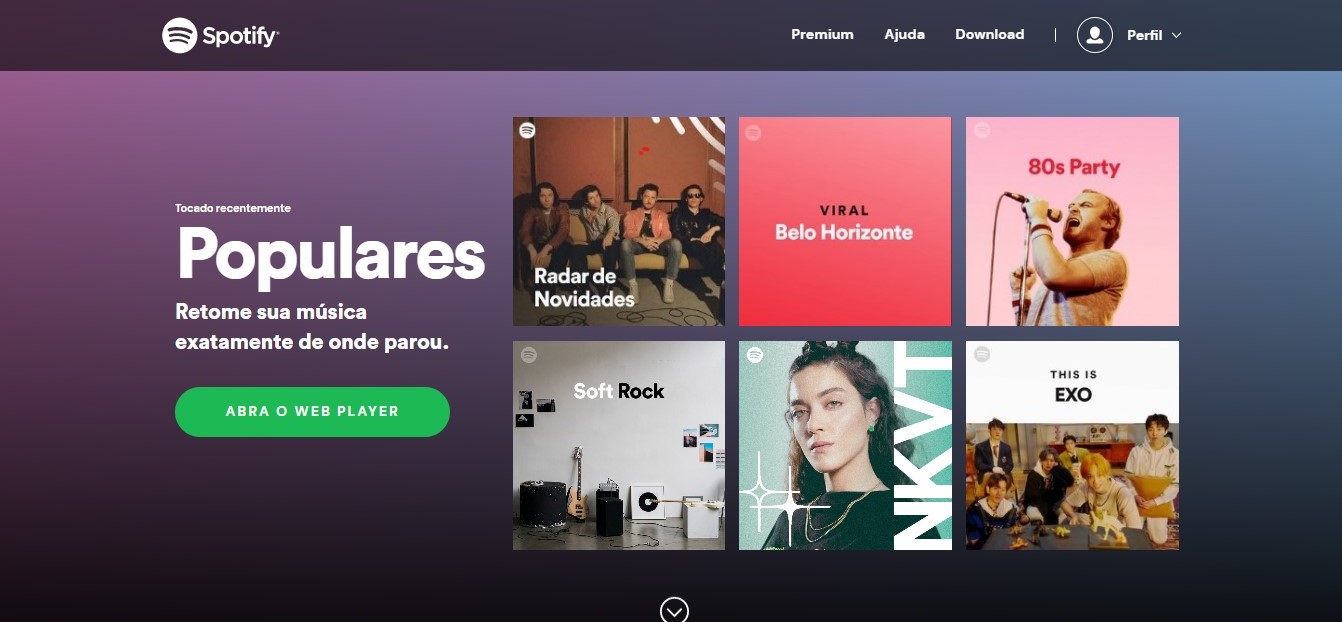 Spotify
Premium
Ajuda
Download
Perfil
Tocado recentemente
Populares
Retome sua música
exatamente de onde parou.
ABRA O WEB PLAYER
Radar de
Novidades
VIRAL
Belo Horizonte
80s Party
Soft Rock
NKVT
THIS IS
EXO